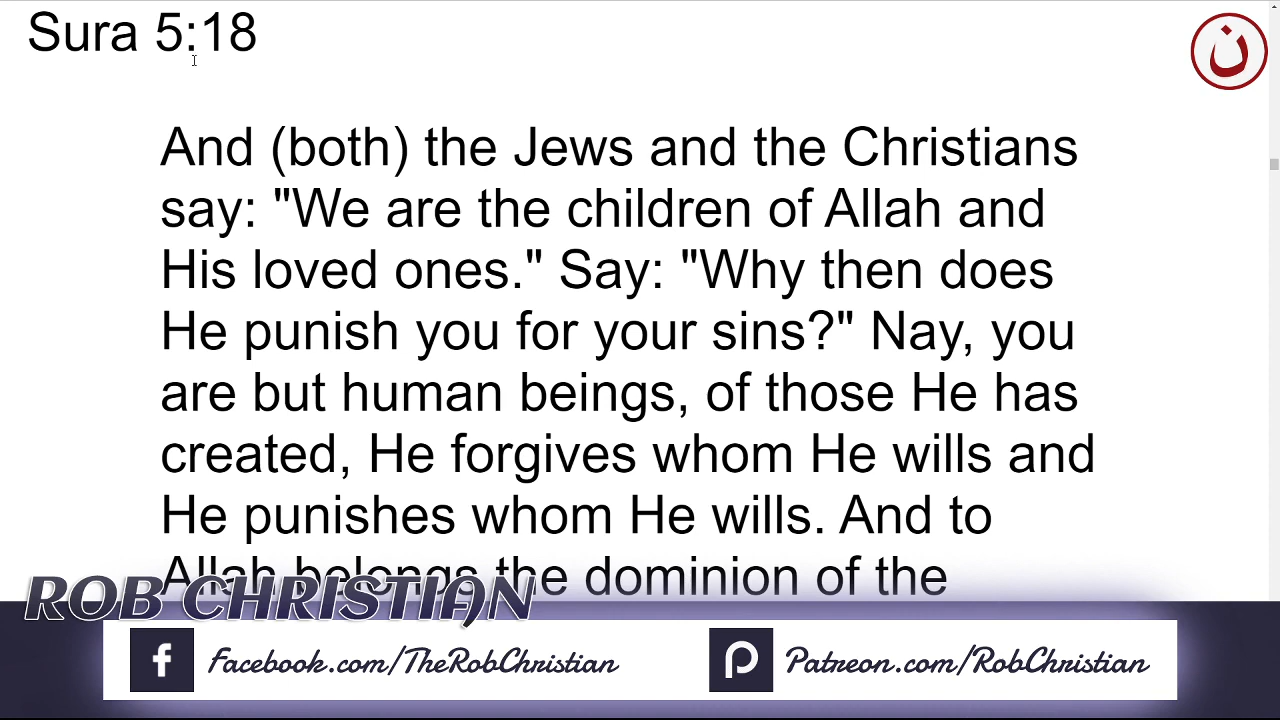 Sura 5:18
ن
And (both) the Jews and the Christians
say: "We are the children of Allah and
His loved ones." Say: "Why then does
He punish you for your sins?" Nay, you
are but human beings, of those He has
created, He forgives whom He wills and
He punishes whom He wills. And to
Allah belongs the dominion of the
ROB CHRISTIAN
Facebook.com/TheRobChristian
Patreon.com/RobChristian